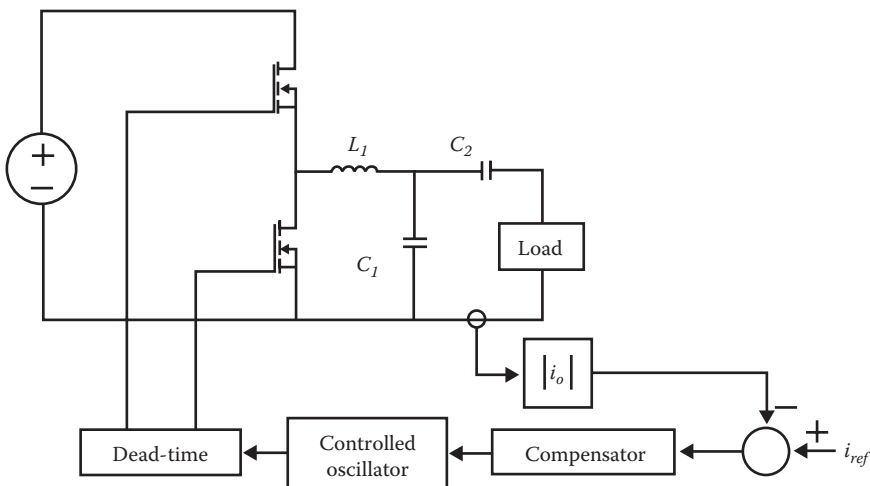 +
−
L1
C2
C1
Load
|io|
−
+
iref
Dead-time
Controlled
oscillator
Compensator